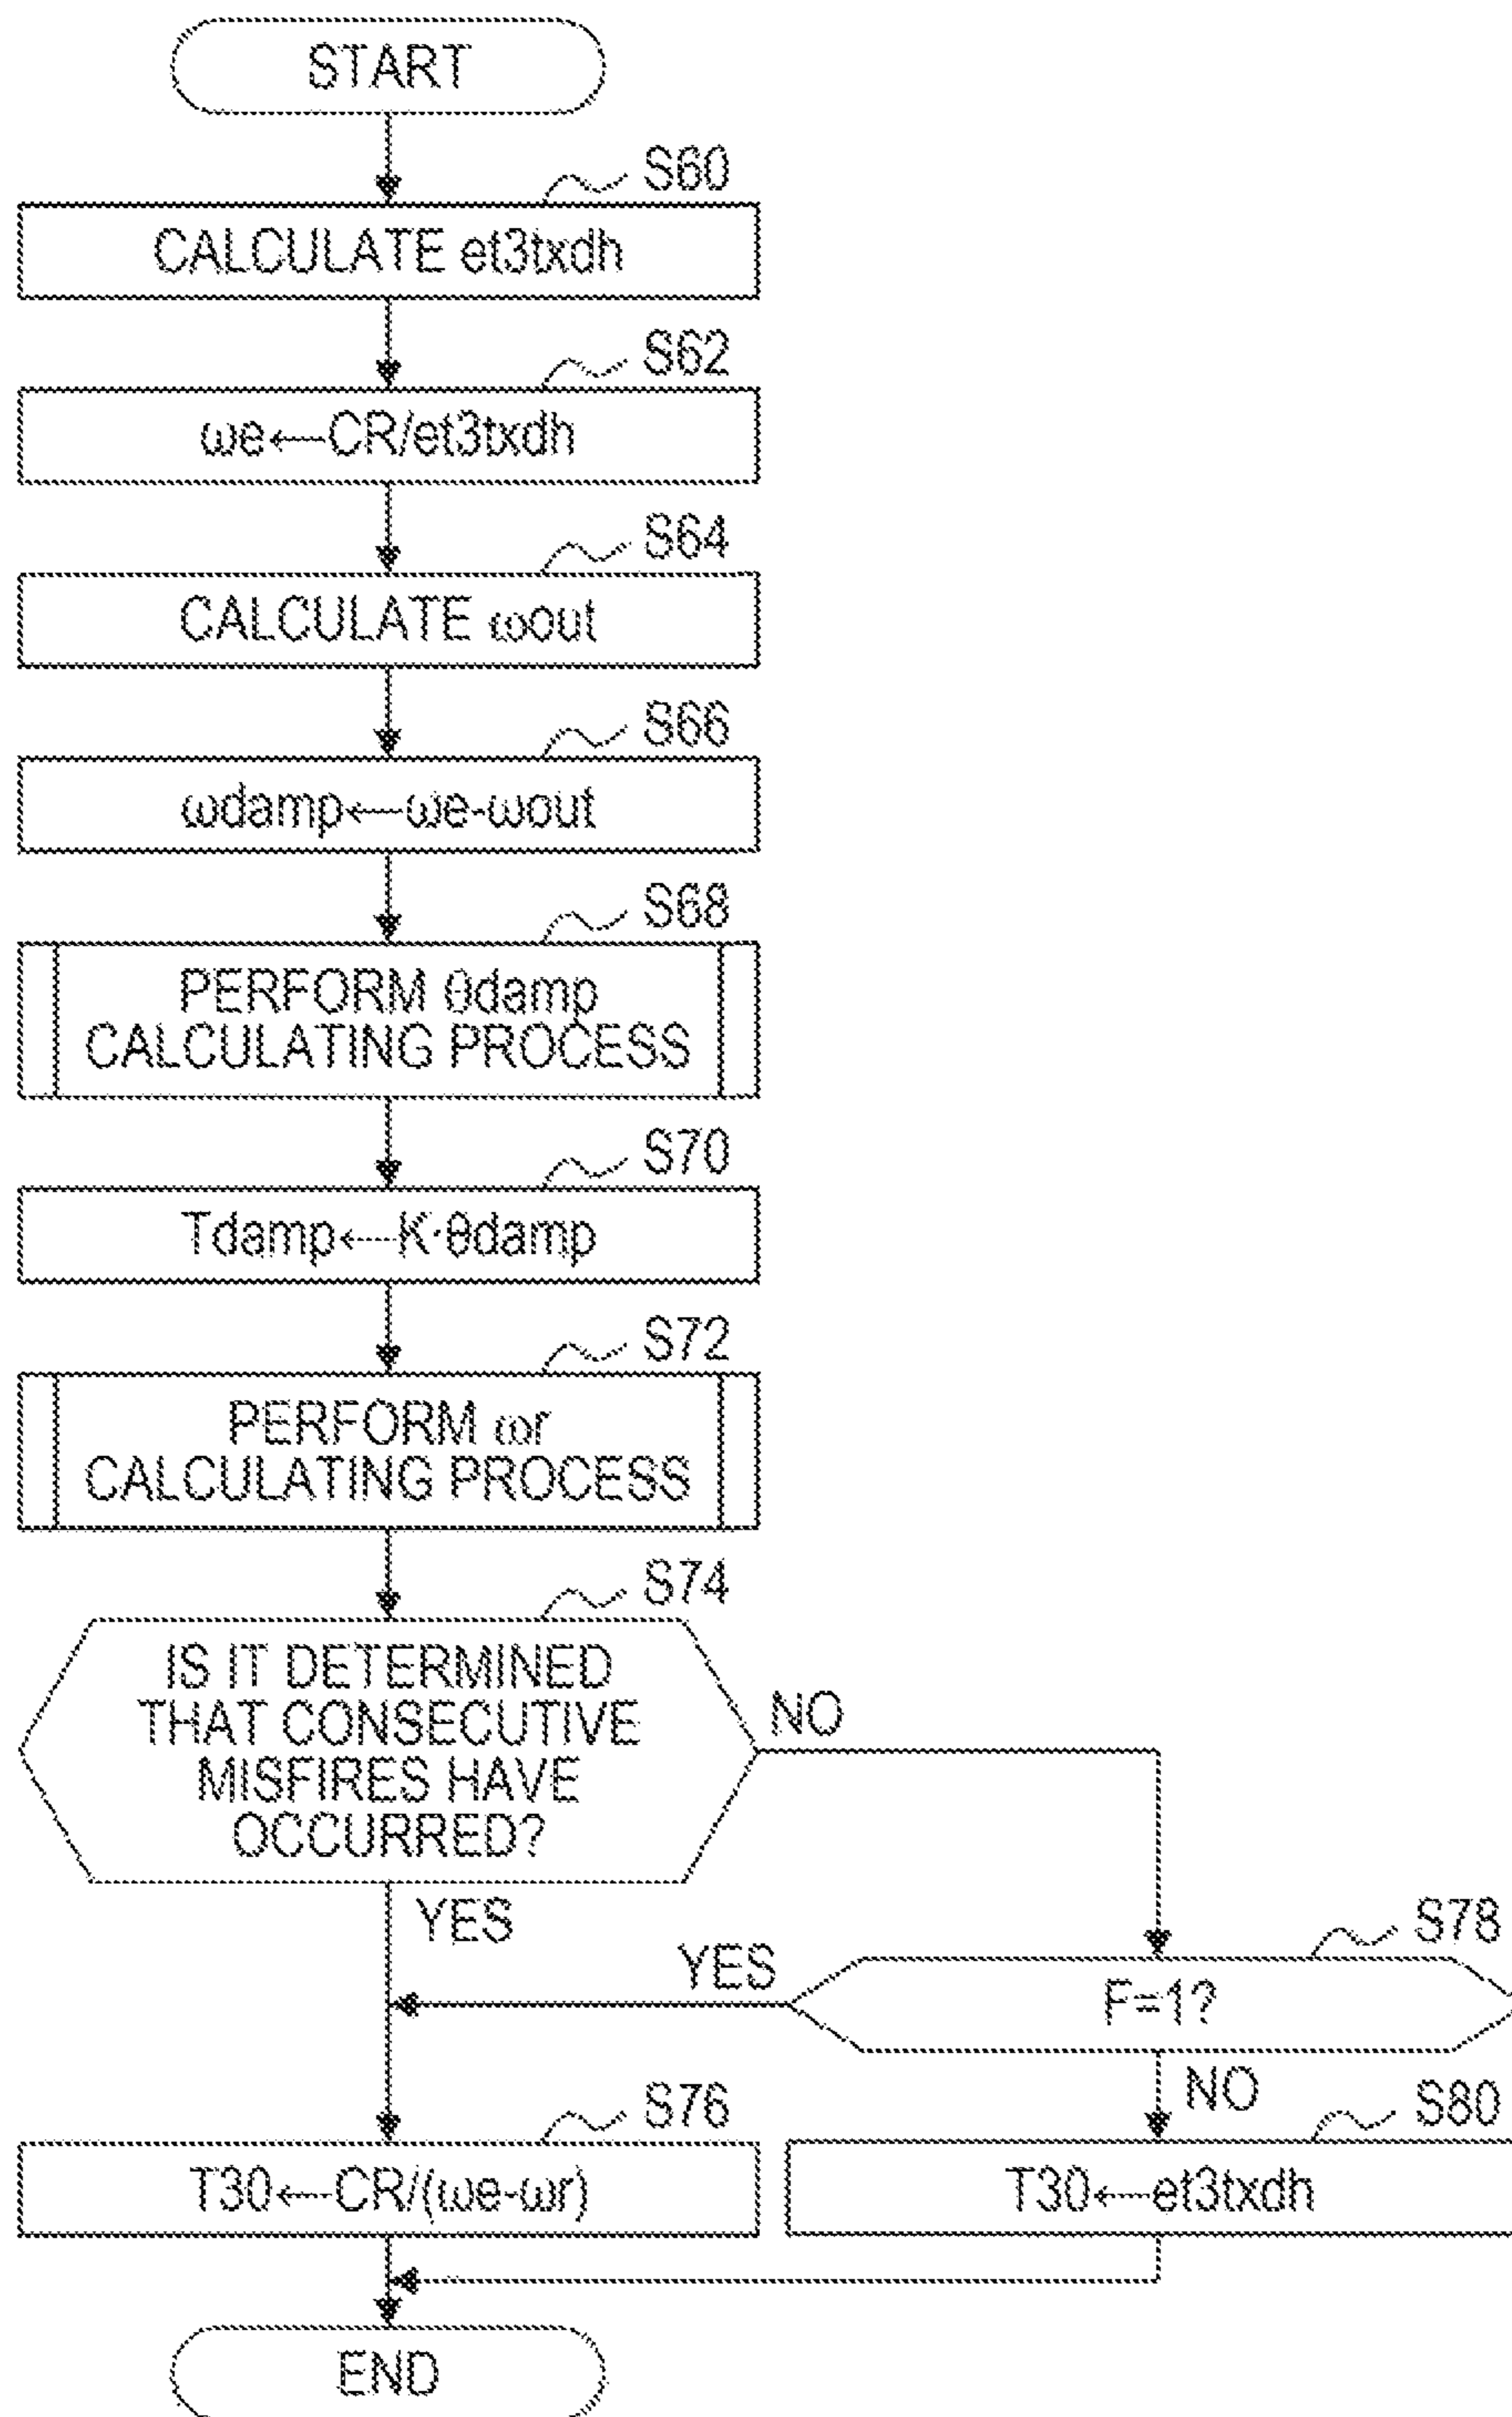 START
S60
CALCULATE et3txdh
S62
ωe←CR/et3txdh
S64
CALCULATE ωout
S66
ωdamp←ωe-ωout
S68
PERFORM θdamp
CALCULATING PROCESS
S70
Tdamp←K·θdamp
S72
PERFORM ωr
CALCULATING PROCESS
S74
IS IT DETERMINED
THAT CONSECUTIVE
MISFIRES HAVE
OCCURRED?
NO
YES
S78
YES
F=1?
NO
S76
S80
T30←CR/(ωe-ωr)
T30←et3txdh
END